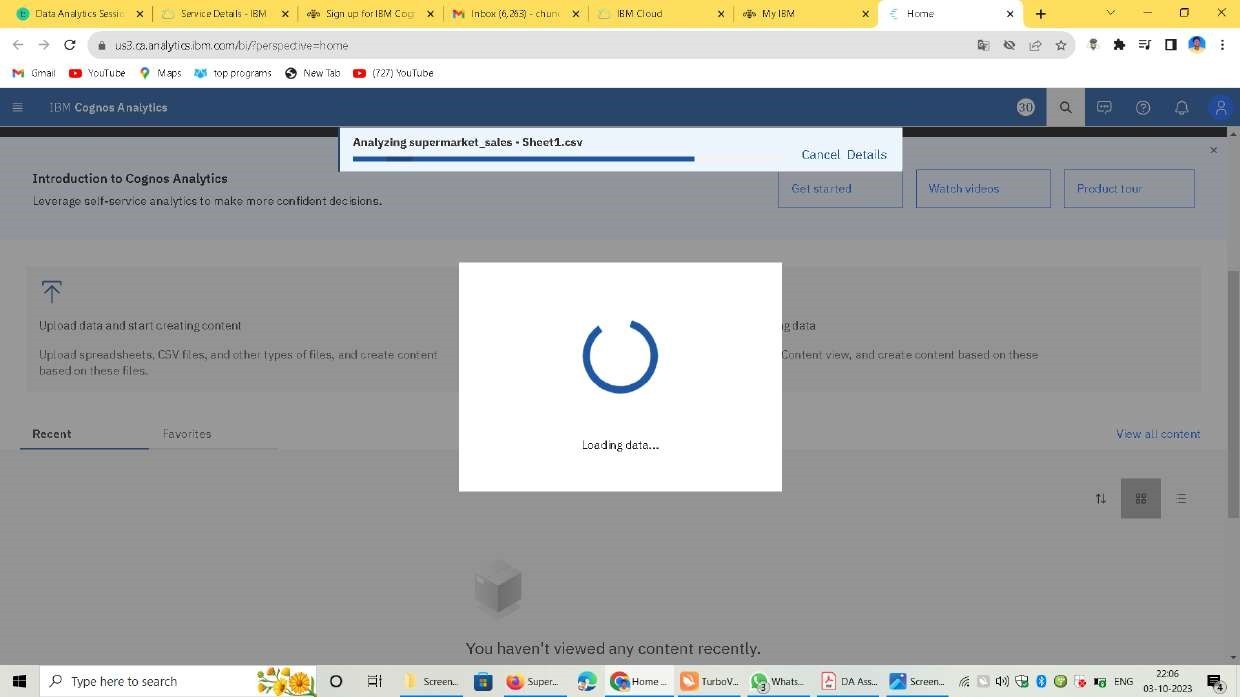 Data Analytics Sessic
Service Details - IBM
Sign up for IBM Cog
Inbox (6,263) - chun
IBM Cloud
My IBM
Home
us3.ca.analytics.ibm.com/bi/?perspective=home
Gmail
YouTube
Maps
top programs
New Tab
(727) YouTube
IBM Cognos Analytics
30
Analyzing supermarket_sales - Sheet1.csv
Cancel Details
Introduction to Cognos Analytics
Leverage self-service analytics to make more confident decisions.
Get started
Watch videos
Product tour
Upload data and start creating content
Upload spreadsheets, CSV files, and other types of files, and create content
based on these files.
g data
Content view, and create content based on these
Loading data...
Recent
Favorites
View all content
You haven't viewed any content recently.
Type here to search
Screen...
Super...
Home ...
TurboV...
3
Whats...
DA Ass...
Screen...
ENG
22:06
03-10-2023
4